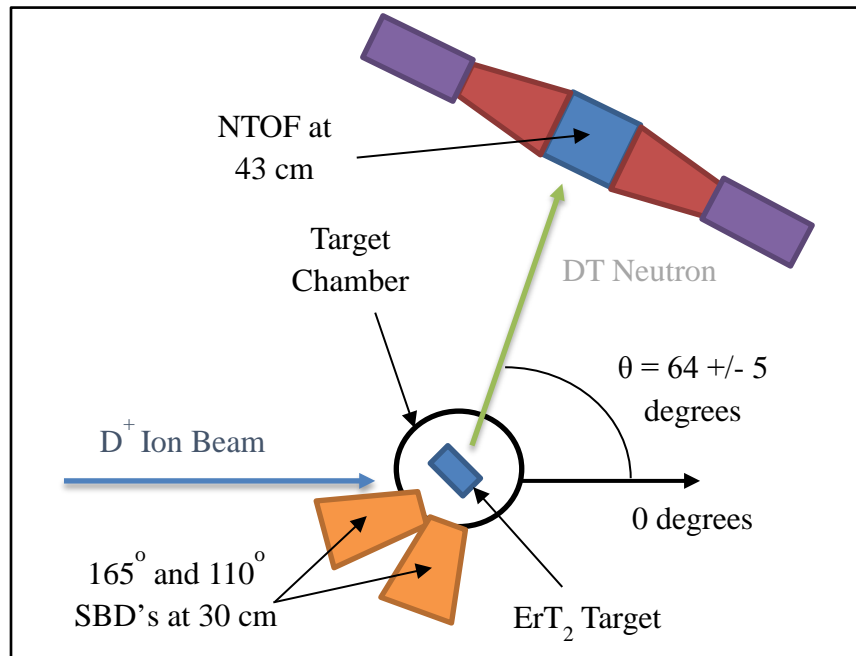 NTOF at
43 cm
Target
Chamber
DT Neutron
θ = 64 +/- 5
degrees
D⁺ Ion Beam
0 degrees
165° and 110°
SBD's at 30 cm
ErT₂ Target